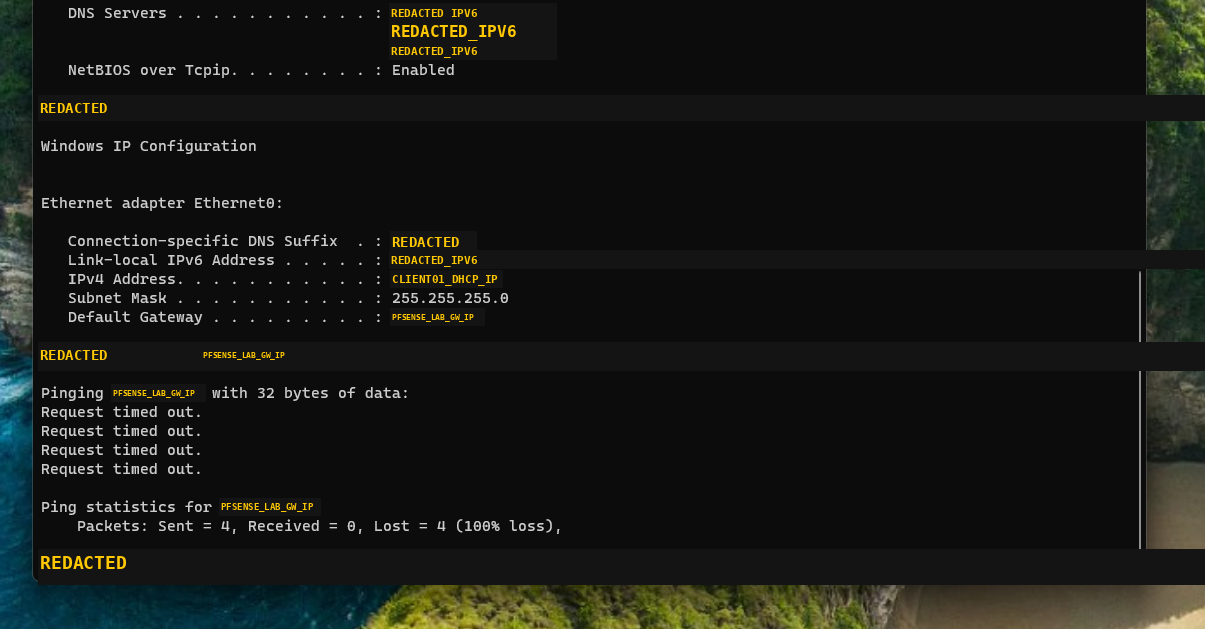 DNS Servers . . . . . . . . . . . : REDACTED IPV6
REDACTED_IPV6
REDACTED_IPV6
NetBIOS over Tcpip. . . . . . . . : Enabled
REDACTED
Windows IP Configuration
Ethernet adapter Ethernet0:
Connection-specific DNS Suffix  . : REDACTED
Link-local IPv6 Address . . . . . : REDACTED_IPV6
IPv4 Address. . . . . . . . . . . : CLIENT01_DHCP_IP
Subnet Mask . . . . . . . . . . . : 255.255.255.0
Default Gateway . . . . . . . . . : PFSENSE_LAB_GW_IP
REDACTED PFSENSE_LAB_GW_IP
Pinging PFSENSE_LAB_GW_IP with 32 bytes of data:
Request timed out.
Request timed out.
Request timed out.
Request timed out.
Ping statistics for PFSENSE_LAB_GW_IP
Packets: Sent = 4, Received = 0, Lost = 4 (100% loss),
REDACTED